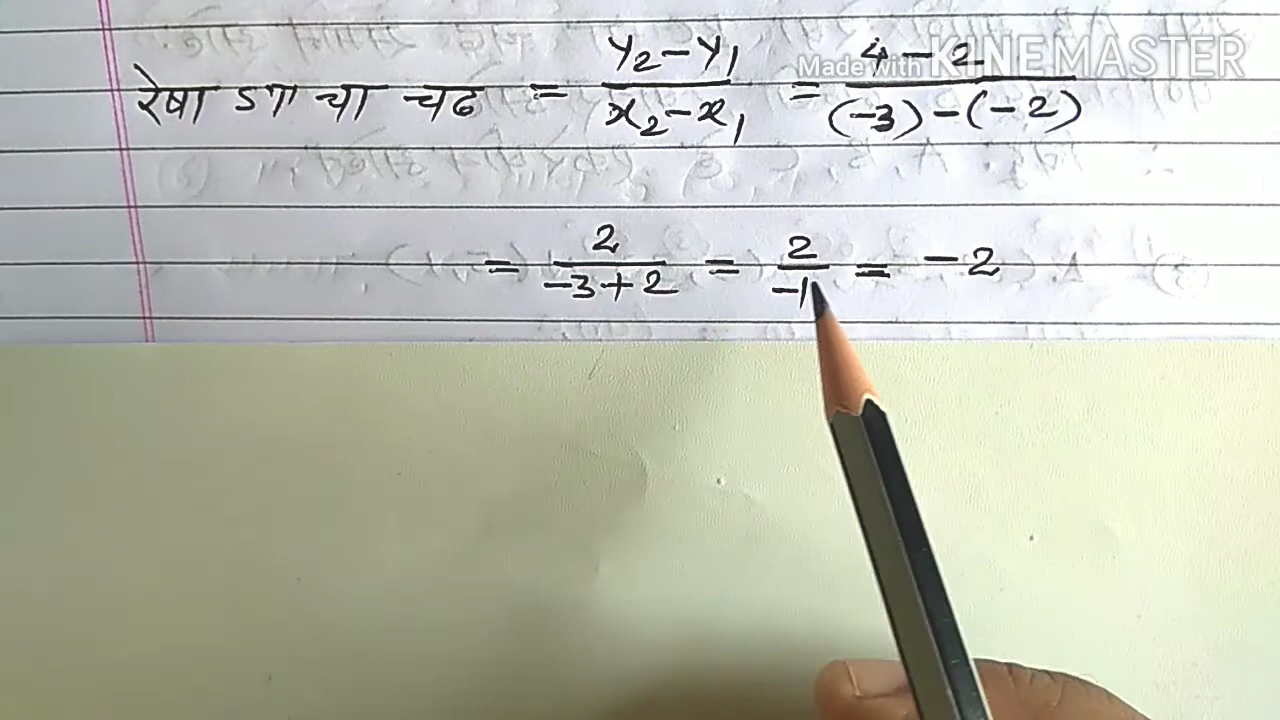 रेषा ST चा चढ = y₂ - y₁ / x₂ - x₁ = 4 - 2 / (-3) - (-2)
= 2 / -3 + 2 = 2 / -1 = -2
Made with KINEMASTER